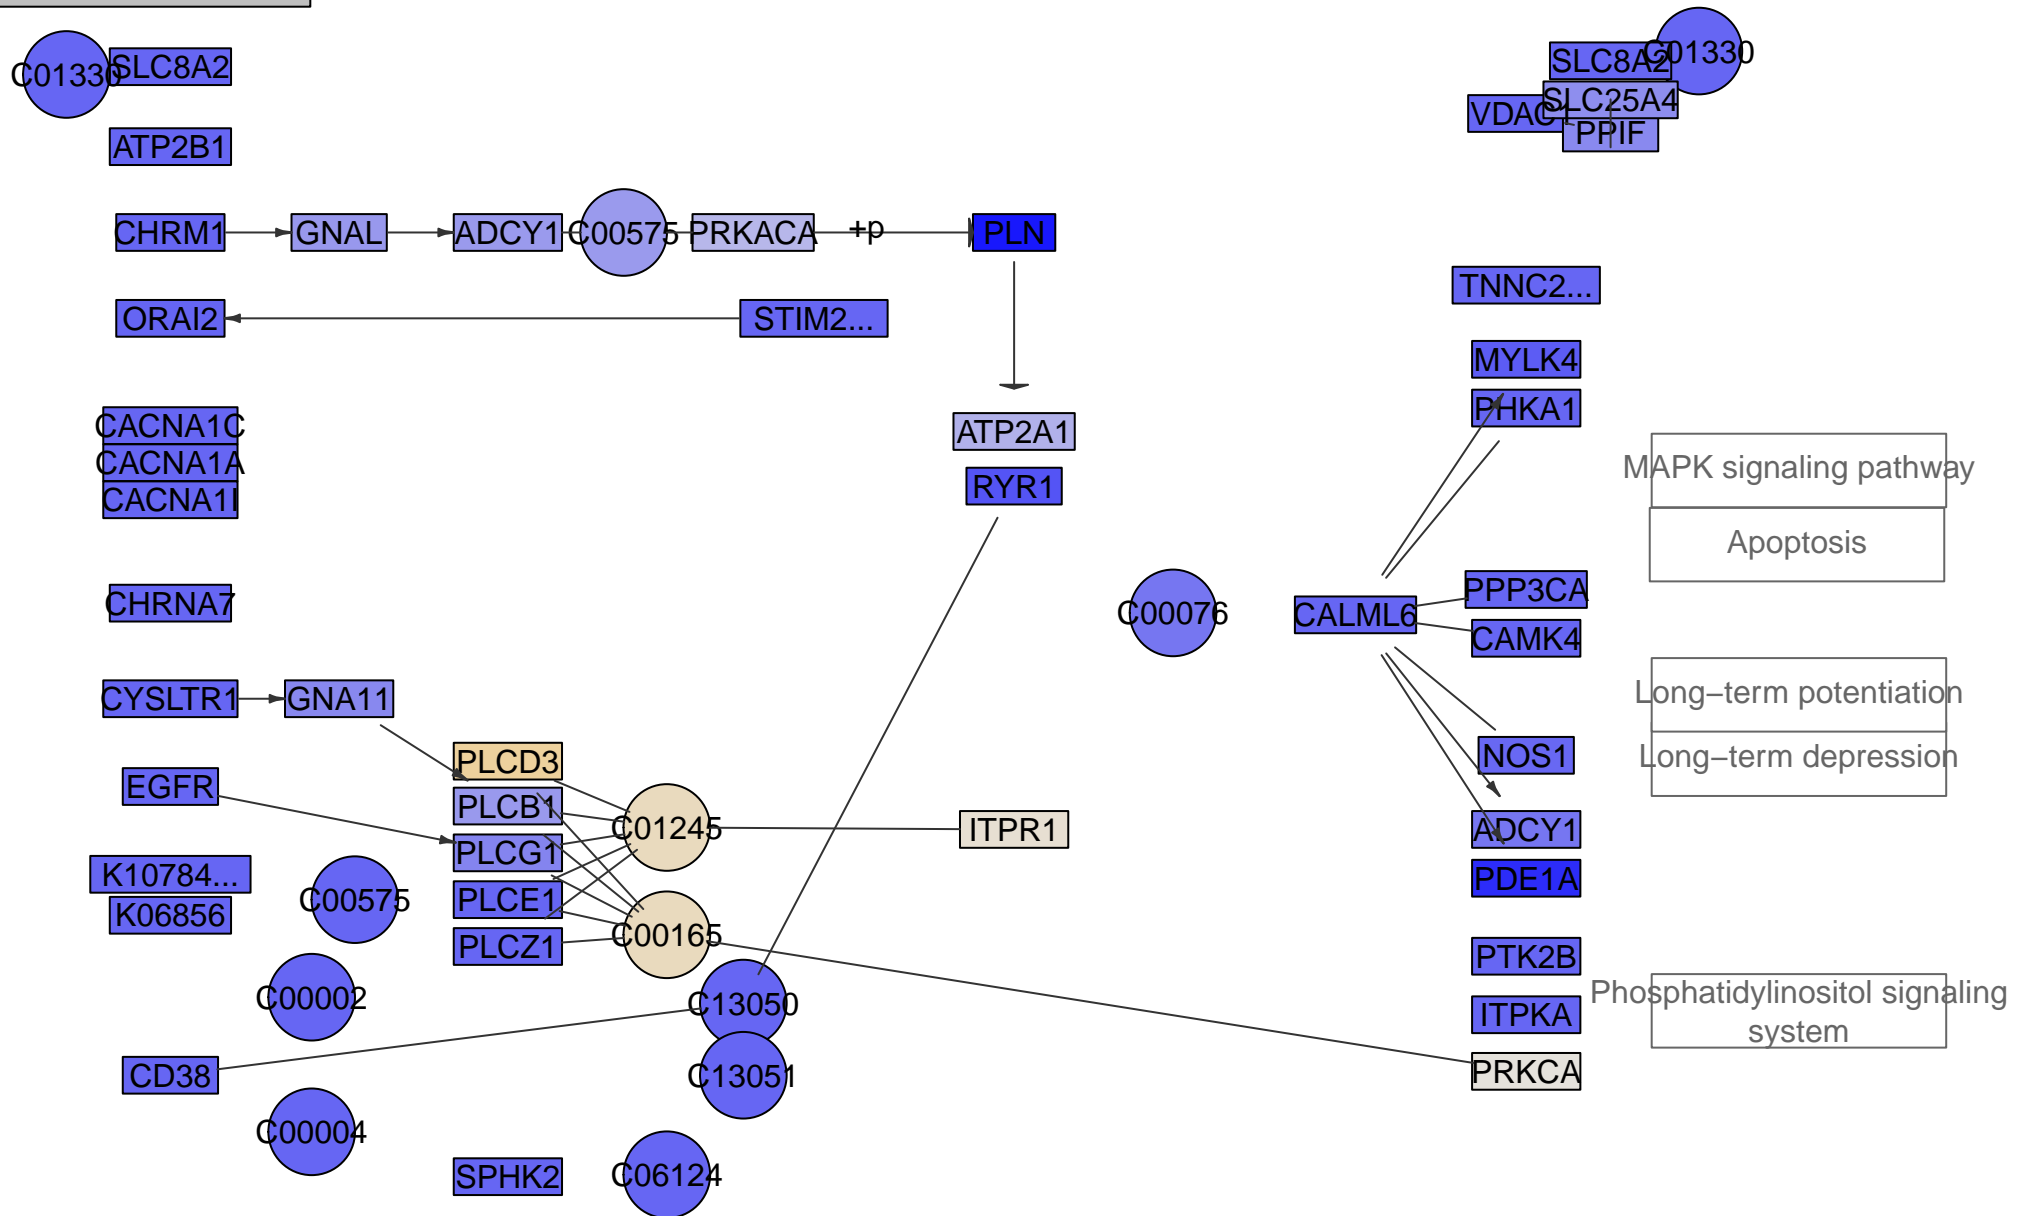 C01330
SLC8A2
SLC8A2
C01330
SLC25A4
VDAC1
PPIF
ATP2B1
CHRM1
GNAL
ADCY1
C00575
PRKACA
+p
PLN
TNNC2...
ORAI2
STIM2...
MYLK4
PHKA1
CACNA1C
ATP2A1
CACNA1A
MAPK signaling pathway
RYR1
CACNA1I
Apoptosis
CHRNA7
C00076
CALML6
PPP3CA
CAMK4
CYSLTR1
GNA11
Long−term potentiation
PLCD3
NOS1
Long−term depression
EGFR
PLCB1
C01245
ITPR1
ADCY1
PLCG1
K10784...
PDE1A
C00575
PLCE1
K06856
C00165
PLCZ1
PTK2B
C00002
C13050
ITPKA
Phosphatidylinositol signaling
system
CD38
C13051
PRKCA
C00004
SPHK2
C06124